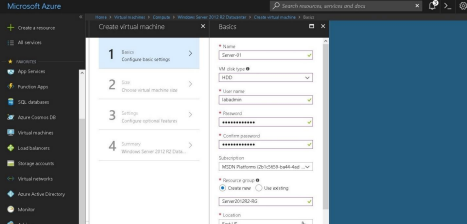 Microsoft Azure
Search resources, services and docs
Home > Virtual machines > Compute > Windows Server 2012 R2 Datacenter > Create virtual machine > Basics
Create a resource
All services
FAVORITES
App Services
Function Apps
SQL databases
Azure Cosmos DB
Virtual machines
Load balancers
Storage accounts
Virtual networks
Azure Active Directory
Monitor
Create virtual machine
1 Basics
Configure basic settings
2 Size
Choose virtual machine size
3 Settings
Configure optional features
4 Summary
Windows Server 2012 R2 Data...
Basics
* Name
Server-01
VM disk type
HDD
* User name
labadmin
* Password
* Confirm password
Subscription
MSDN Platforms
* Resource group
Create new Use existing
Server2012R2-RG
* Location